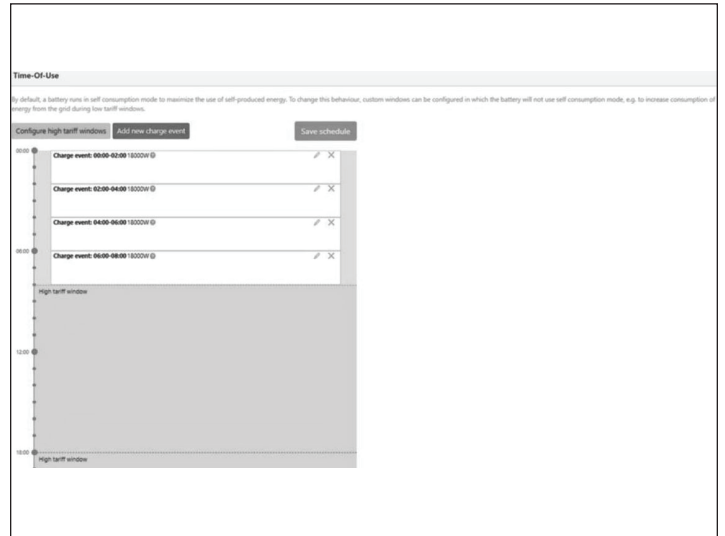 Time-Of-Use
By default, a battery runs in self consumption mode to maximize the use of self-produced energy. To change this behaviour, custom windows can be configured in which the battery will not use self consumption mode, e.g. to increase consumption of
energy from the grid during low tariff windows.
Configure high tariff windows Add new charge event Save schedule
00:00
Charge event: 00:00-02:00 18000W
Charge event: 02:00-04:00 18000W
Charge event: 04:00-06:00 18000W
06:00
Charge event: 06:00-08:00 18000W
High tariff window
12:00
18:00
High tariff window